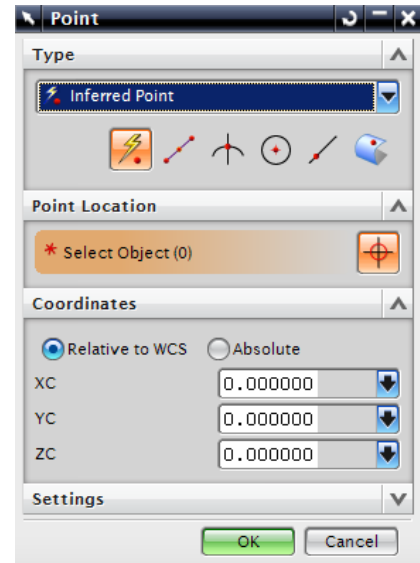 Point
Type
Inferred Point
Point Location
* Select Object (0)
Coordinates
Relative to WCS Absolute
XC 0.000000
YC 0.000000
ZC 0.000000
Settings
OK Cancel